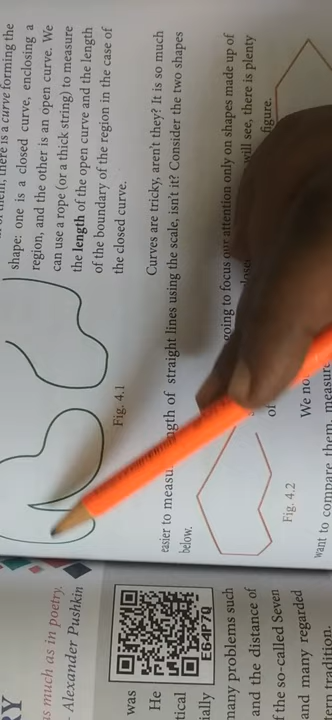 them, there is a curve forming the
shape: one is a closed curve, enclosing a
region, and the other is an open curve. We
can use a rope (or a thick string) to measure
the length of the open curve and the length
of the boundary of the region in the case of
the closed curve.
Fig. 4.1
Curves are tricky, aren't they? It is so much
easier to measu ngth of straight lines using the scale, isn't it? Consider the two shapes
below.
going to focus our attention only on shapes made up of
will see, there is plenty
of figure.
Fig. 4.2
We no
want to compare them, measure
RY
as much as in poetry.
Alexander Pushkin
E64P7Q
was
He
tical
ially
many problems such
and the distance of
f the so-called Seven
and many regarded
ern tradition.